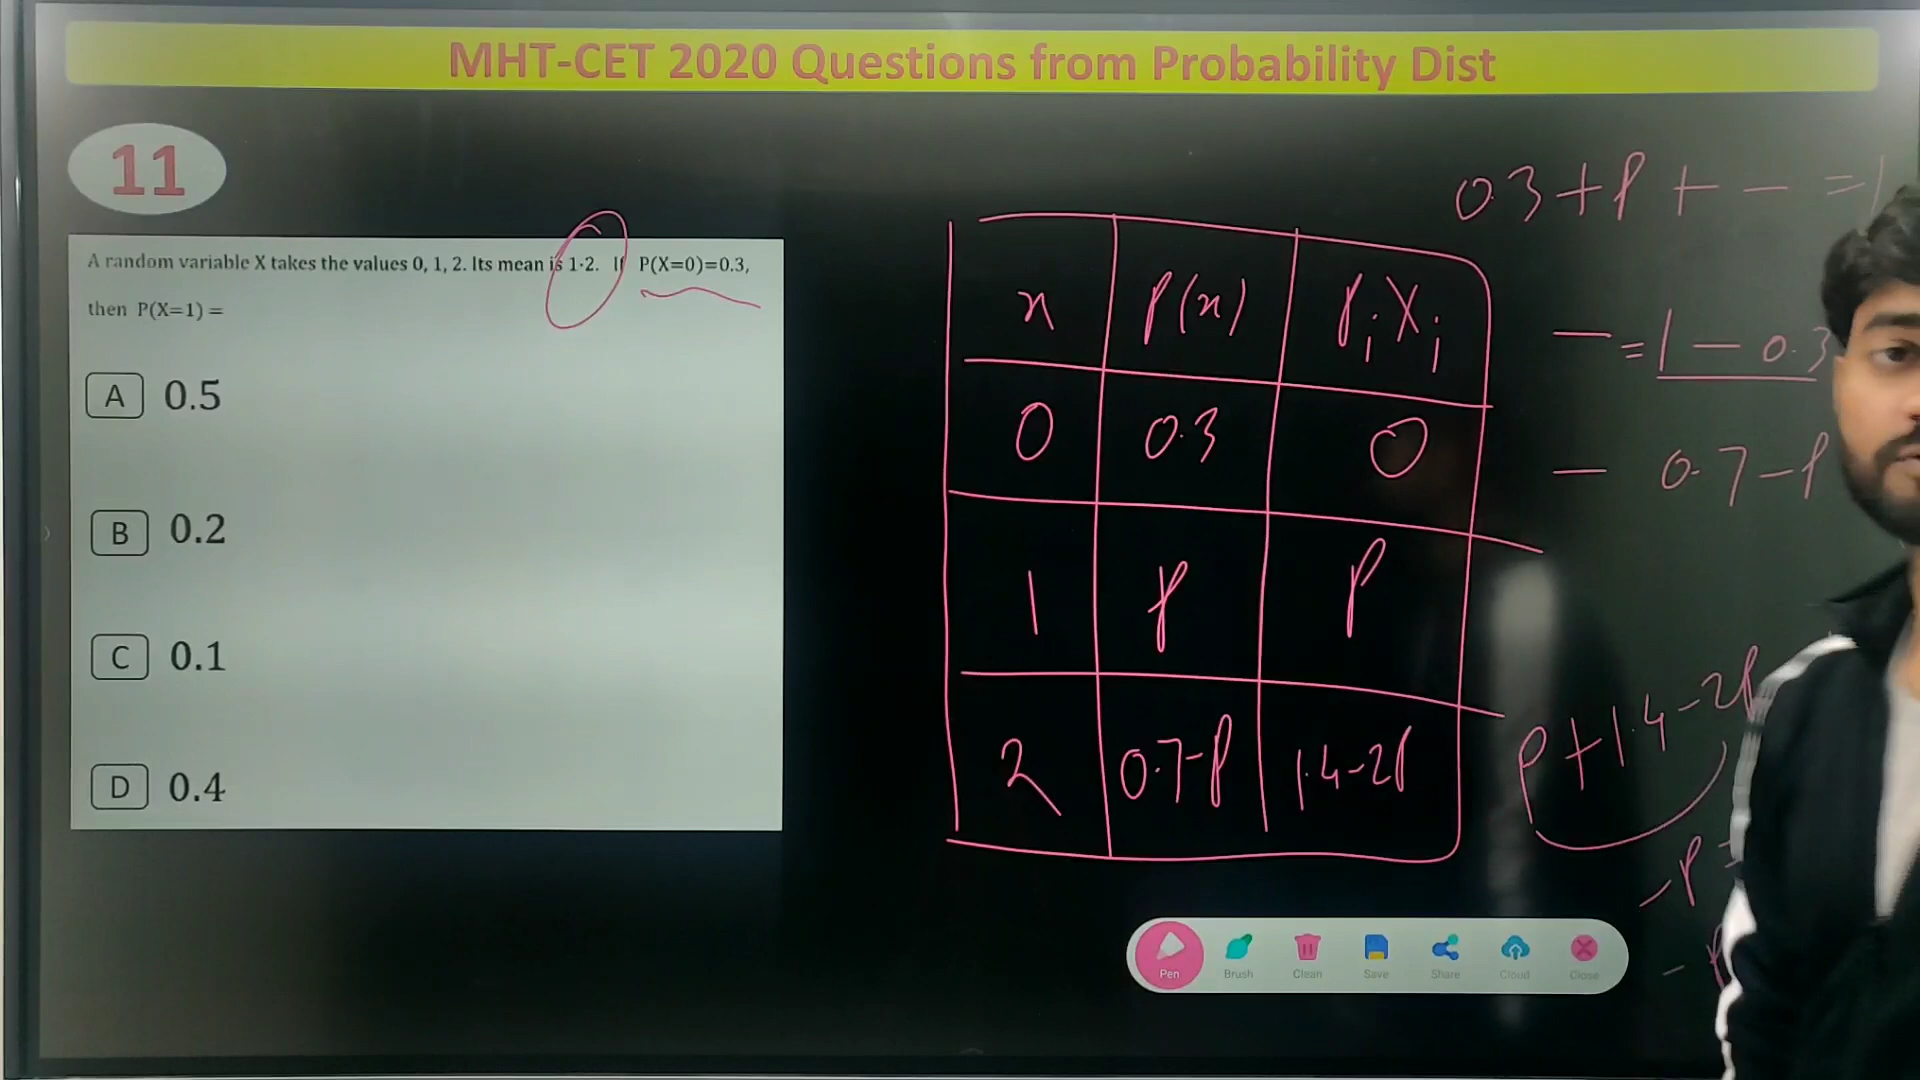 MHT-CET 2020 Questions from Probability Dist
11
A random variable X takes the values 0, 1, 2. Its mean is 1·2. If P(X=0)=0.3,
then P(X=1) =
A 0.5
B 0.2
C 0.1
D 0.4
x P(x) PiXi
0 0.3 0
1 P P
2 0.7-P 1.4-2P
0.3+P+-=1
-=1-0.3
- 0.7-P
P+1.4-2P
-P=
-P
Pen Brush Clean Save Share Cloud Close